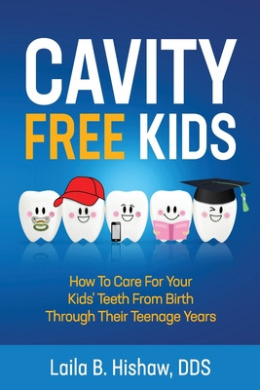 CAVITY
FREE KIDS
How To Care For Your
Kids' Teeth From Birth
Through Their Teenage Years
Laila B. Hishaw, DDS